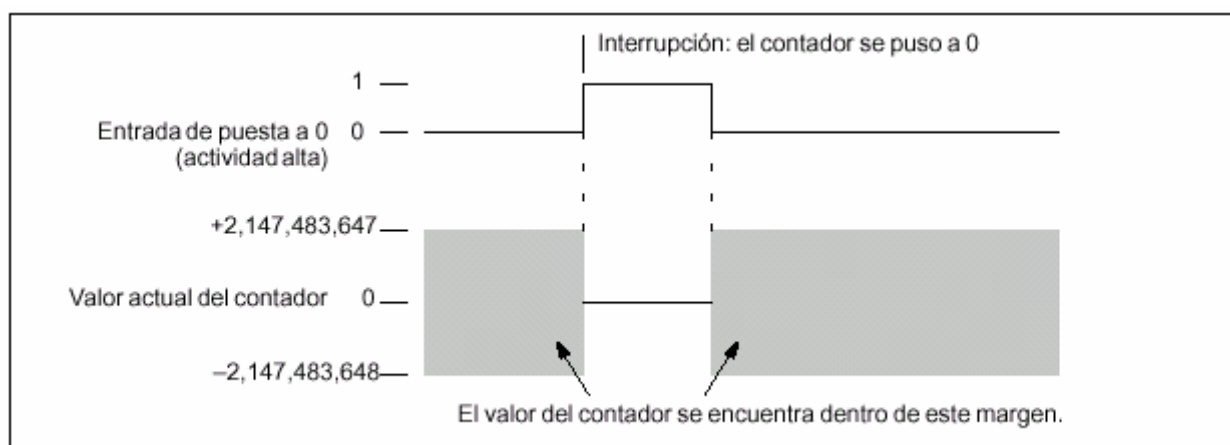 Interrupción: el contador se puso a 0
1
Entrada de puesta a 0 0
(actividad alta)
+2,147,483,647
Valor actual del contador 0
–2,147,483,648
El valor del contador se encuentra dentro de este margen.